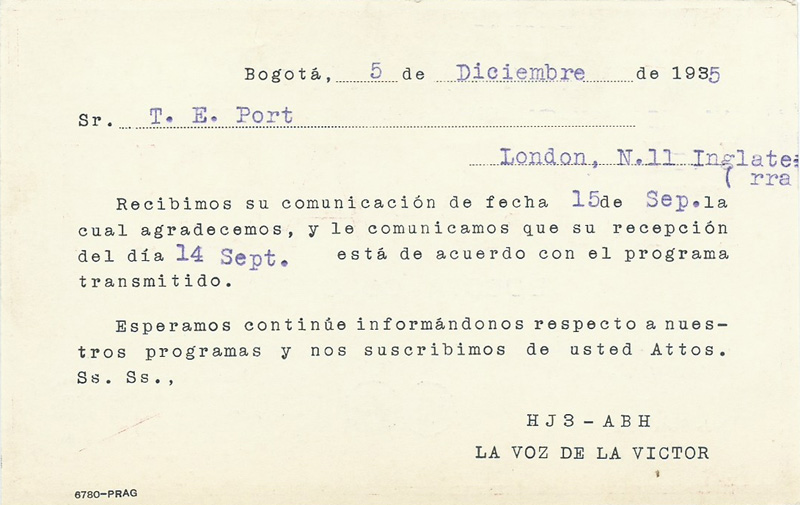 Bogotá, 5 de Diciembre de 1935
Sr. T. E. Port
London, N.11 Inglate-
(rra
Recibimos su comunicación de fecha 15 de Sep. la
cual agradecemos, y le comunicamos que su recepción
del día 14 Sept. está de acuerdo con el programa
transmitido.
Esperamos continúe informándonos respecto a nues-
tros programas y nos suscribimos de usted Attos.
Ss. Ss.,
HJ3-ABH
LA VOZ DE LA VICTOR
6780-PRAG